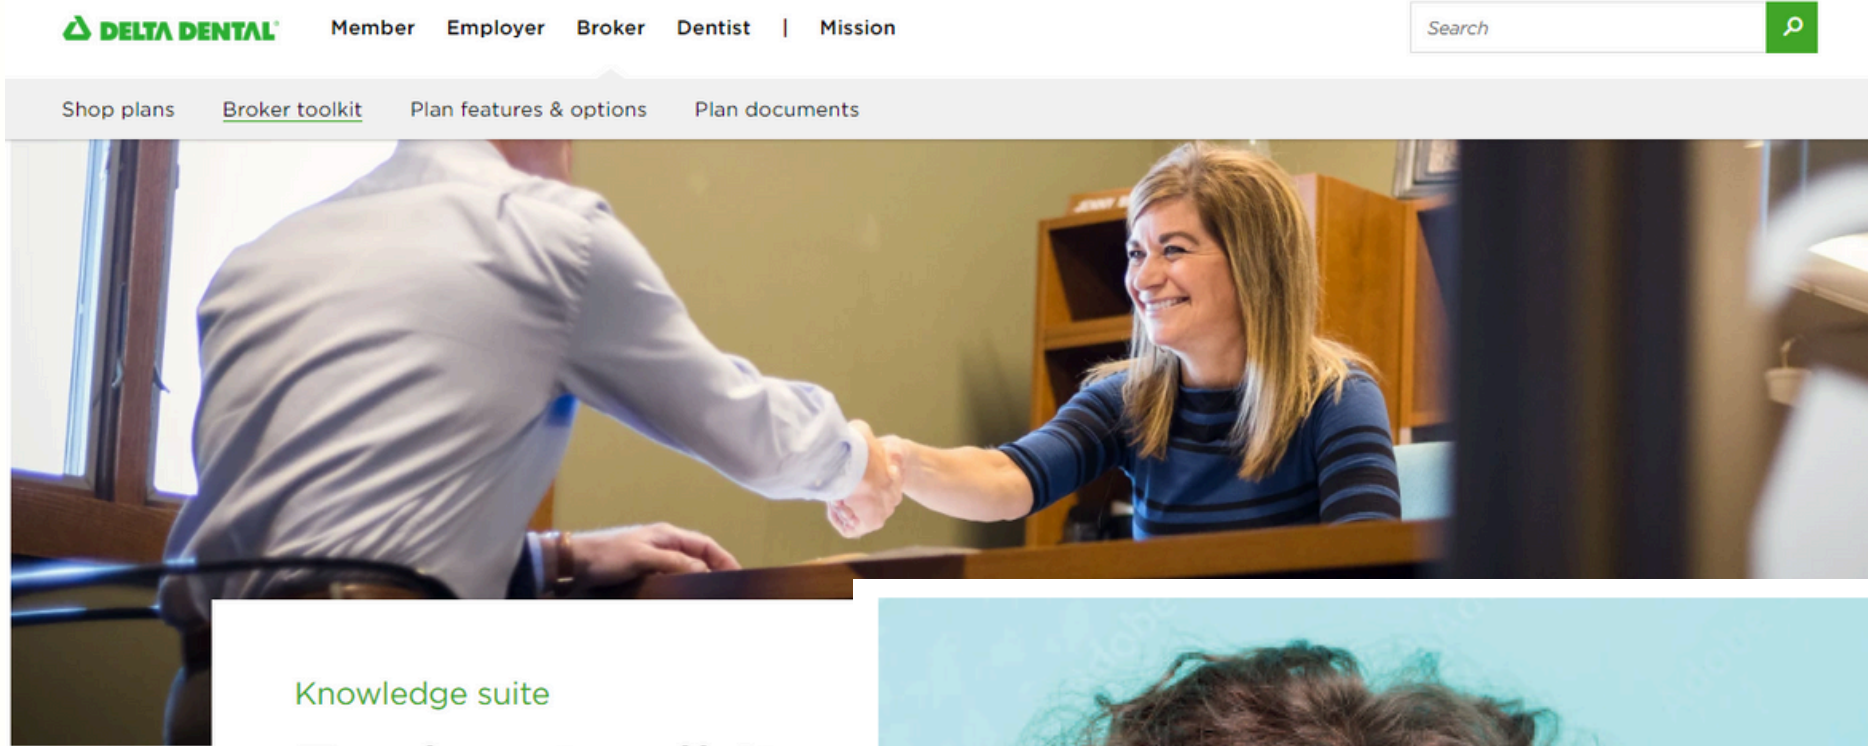 DELTA DENTAL®
Member Employer Broker Dentist | Mission
Search
Shop plans Broker toolkit Plan features & options Plan documents
JENNY
Knowledge suite